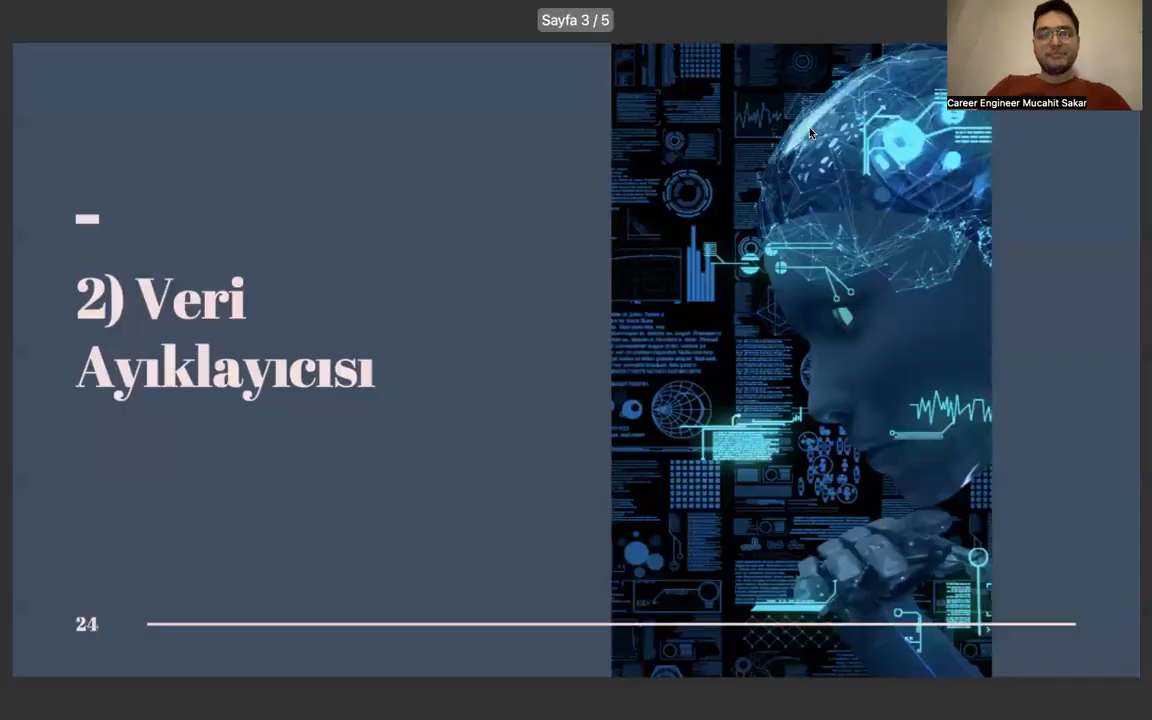 Sayfa 3 / 5
Career Engineer Mucahit Sakar
2) Veri
Ayıklayıcısı
24